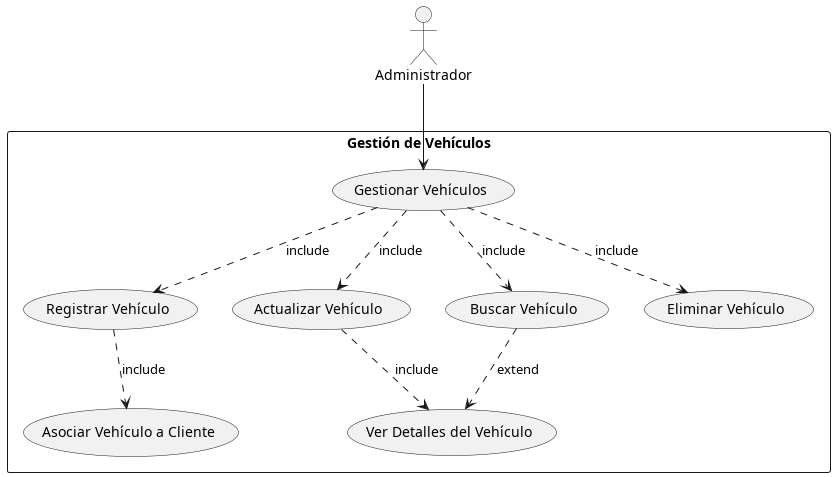 Administrador
Gestión de Vehículos
Gestionar Vehículos
include
include
include
include
Registrar Vehículo
Actualizar Vehículo
Buscar Vehículo
Eliminar Vehículo
include
include
extend
Asociar Vehículo a Cliente
Ver Detalles del Vehículo